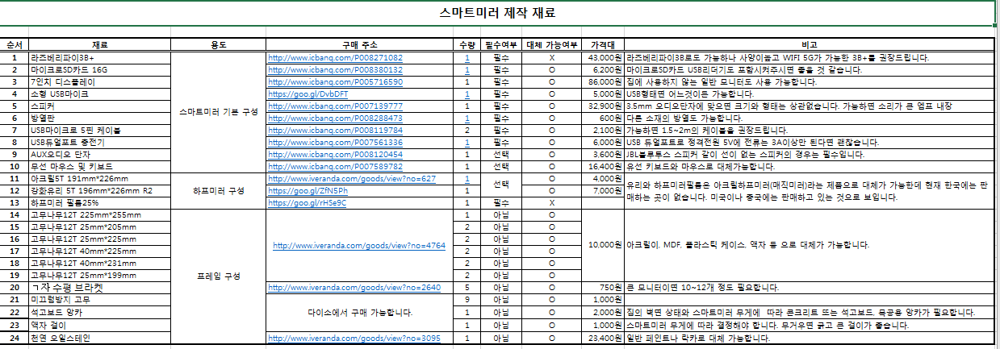 스마트미러 제작 재료
순서 재료 용도 구매 주소 수량 필수여부 대체 가능여부 가격대 비고
1 라즈베리파이3B+ http://www.icbanq.com/P008271082 1 필수 X 43,000원 라즈베리파이3B로도 가능하나 사양이높고 WIFI 5G가 가능한 3B+를 권장드립니다.
2 마이크로SD카드 16G http://www.icbanq.com/P008380132 1 필수 O 6,200원 마이크로SD카드 USB리더기도 포함시켜주시면 좋을 것 같습니다.
3 7인치 디스플레이 http://www.icbanq.com/P005716590 1 필수 O 86,000원 집에 사용하지 않는 일반 모니터도 사용 가능합니다.
4 소형 USB마이크 https://goo.gl/DvbDFT 1 필수 O 5,000원 USB형태면 어느것이든 가능합니다.
5 스피커 http://www.icbanq.com/P007139777 1 필수 O 32,900원 3.5mm 오디오단자에 맞으면 크기와 형태는 상관없습니다. 가능하면 소리가 큰 엠프 내장
스마트미러 기본 구성
6 방열판 http://www.icbanq.com/P008288473 1 필수 O 600원 다른 소재의 방열도 가능합니다.
7 USB마이크로 5핀 케이블 http://www.icbanq.com/P008119784 2 필수 O 2,100원 가능하면 1.5~2m의 케이블을 권장드립니다.
8 USB듀얼포트 충전기 http://www.icbanq.com/P007561336 1 필수 O 6,000원 USB 듀얼포트로 정격전원 5V에 전류는 3A이상만 된다면 괜찮습니다.
9 AUX오디오 단자 http://www.icbanq.com/P008120454 1 선택 O 3,600원 JBL블루투스 스피커 같이 선이 없는 스피커의 경우는 필수입니다.
10 무선 마우스 및 키보드 http://www.icbanq.com/P007589782 1 선택 O 16,400원 유선 키보드와 마우스로 대체가능합니다.
11 아크릴5T 191mm*226mm http://www.iveranda.com/goods/view?no=627 1 선택 O 4,000원
12 강화유리 5T 196mm*226mm R2 하프미러 구성 https://goo.gl/ZfN5Ph 1 O 7,000원 유리와 하프미러필름은 아크릴하프미러(매직미러)라는 제품으로 대체가 가능한데 현재 한국에는 판
매하는 곳이 없습니다. 미국이나 중국에는 판매하고 있는 것으로 보입니다.
13 하프미러 필름25% https://goo.gl/rHSe9C 1 필수 X
14 고무나무12T 225mm*255mm 1 아님 O
15 고무나무12T 25mm*205mm 2 아님 O
16 고무나무12T 25mm*225mm 2 아님 O
http://www.iveranda.com/goods/view?no=4764 10,000원 아크릴이, MDF, 플라스틱 케이스, 액자 등 으로 대체가 가능합니다.
17 고무나무12T 40mm*225mm 2 아님 O
18 고무나무12T 40mm*231mm 2 아님 O
19 고무나무12T 25mm*199mm 프레임 구성 2 아님 O
20 ㄱ자 수평 브라켓 http://www.iveranda.com/goods/view?no=2640 5 아님 O 750원 큰 모니터이면 10~12개 정도 필요합니다.
21 미끄럼방지 고무 9 아님 O 1,000원
22 석고보드 앙카 다이소에서 구매 가능합니다. 1 아님 O 2,000원 집의 벽면 상태와 스마트미러 무게에 따라 콘크리트 또는 석고보드, 목공용 앙카가 필요합니다.
23 액자 걸이 1 아님 O 1,000원 스마트미러 무게에 따라 결정해야 합니다. 무거우면 굵고 큰 걸이가 좋습니다.
24 천연 오일스테인 http://www.iveranda.com/goods/view?no=3095 1 아님 O 23,400원 일반 페인트나 락카로 대체 가능합니다.